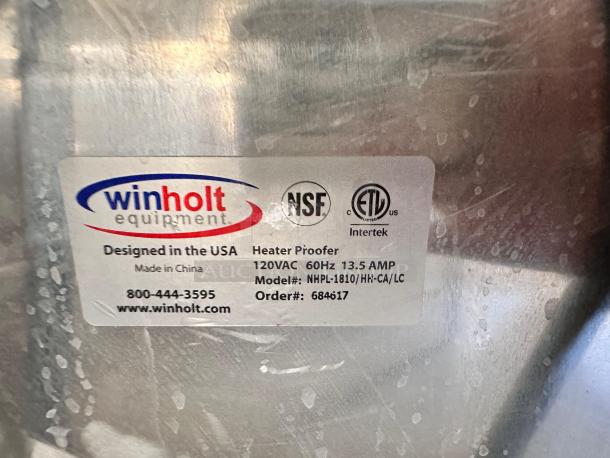 winholt
equipment.
NSF.
C ETL US
Intertek
Designed in the USA
Made in China
800-444-3595
www.winholt.com
Heater Proofer
120VAC 60Hz 13.5 AMP
Model#: NHPL-1810/HH-CA/LC
Order#: 684617